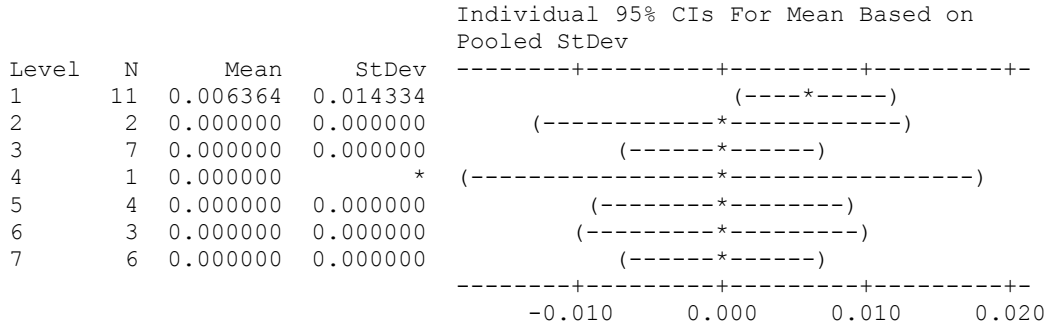 Individual 95% CIs For Mean Based on
                               Pooled StDev
Level   N      Mean     StDev  --------+---------+---------+---------+-
1      11  0.006364  0.014334                     (----*-----)
2       2  0.000000  0.000000       (------------*------------)
3       7  0.000000  0.000000             (------*------)
4       1  0.000000         *  (-----------------*-----------------)
5       4  0.000000  0.000000           (--------*--------)
6       3  0.000000  0.000000          (---------*---------)
7       6  0.000000  0.000000             (------*------)
                               --------+---------+---------+---------+-
                                    -0.010     0.000     0.010     0.020